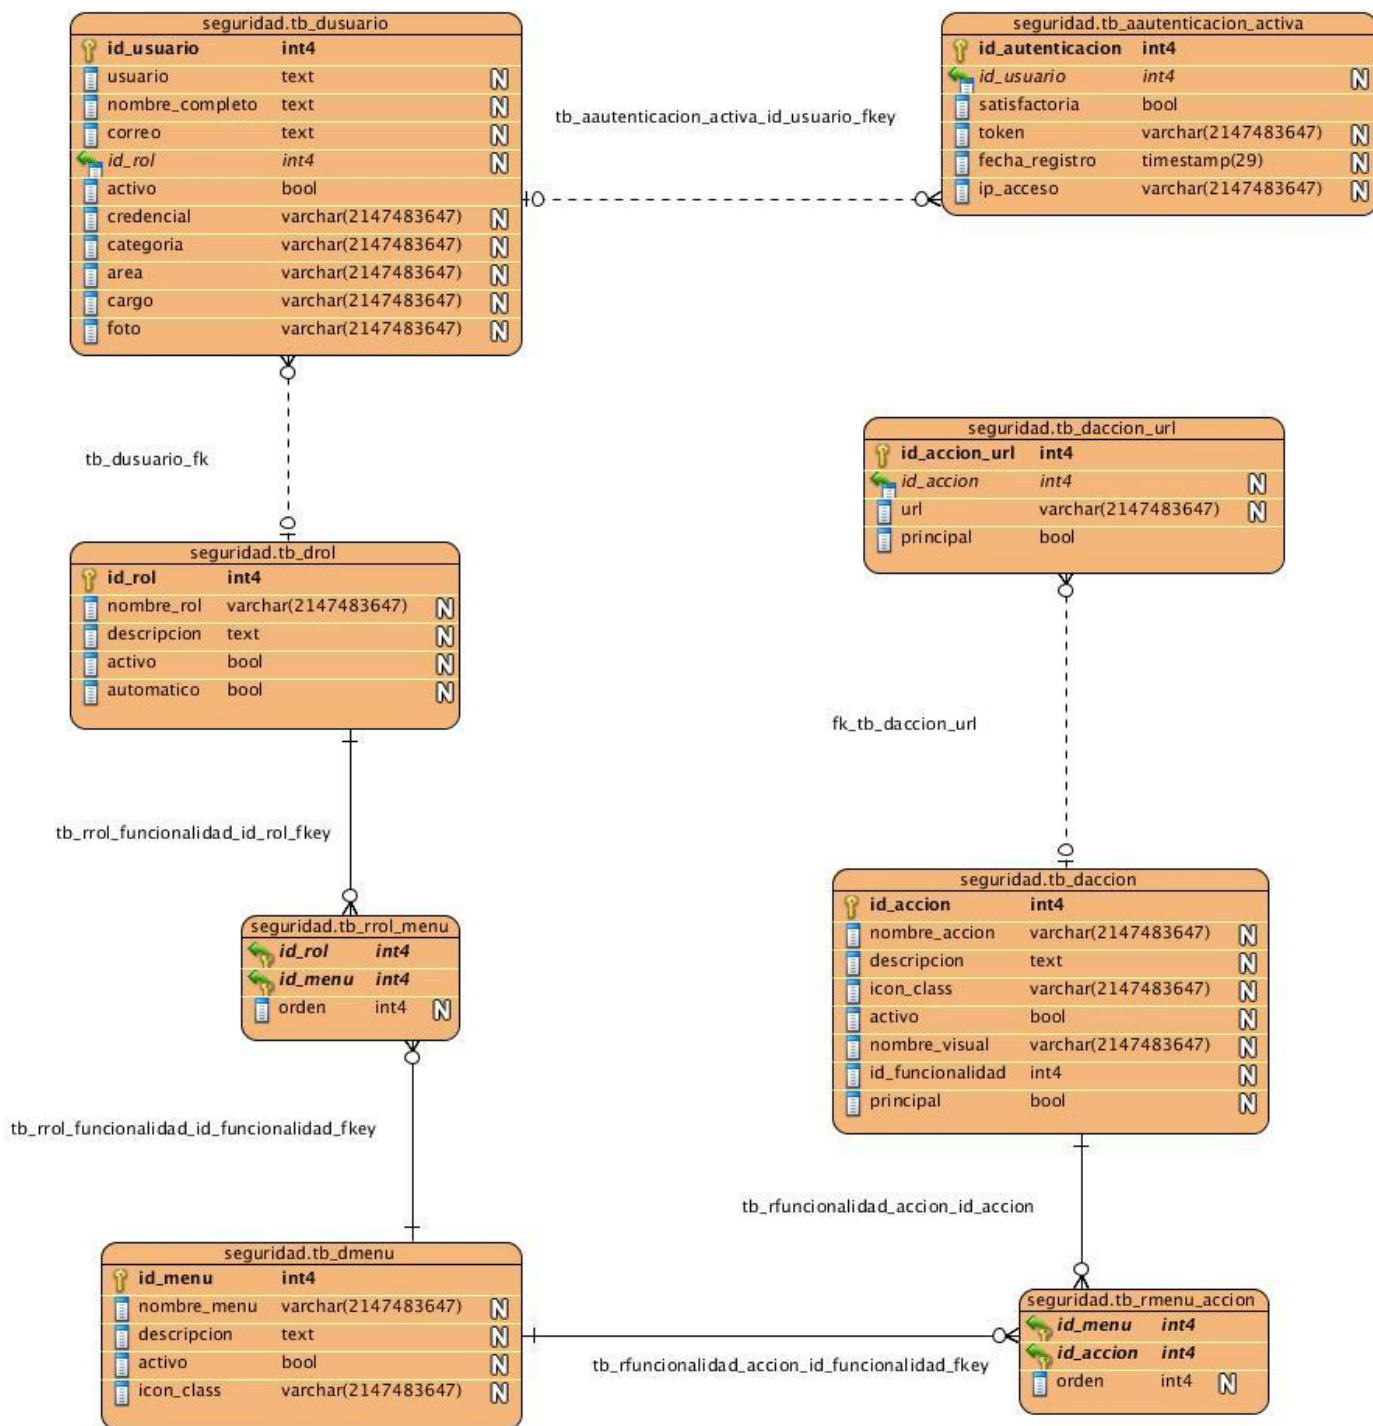 seguridad.tb_dusuario
id_usuario int4
usuario text N
nombre_completo text N
correo text N
id_rol int4 N
activo bool
credencial varchar(2147483647) N
categoria varchar(2147483647) N
area varchar(2147483647) N
cargo varchar(2147483647) N
foto varchar(2147483647) N
tb_aautenticacion_activa_id_usuario_fkey
seguridad.tb_aautenticacion_activa
id_autenticacion int4
id_usuario int4 N
satisfactoria bool
token varchar(2147483647) N
fecha_registro timestamp(29) N
ip_acceso varchar(2147483647) N
tb_dusuario_fk
seguridad.tb_daccion_url
id_accion_url int4
id_accion int4 N
url varchar(2147483647) N
principal bool
seguridad.tb_drol
id_rol int4
nombre_rol varchar(2147483647) N
descripcion text N
activo bool N
automatico bool N
fk_tb_daccion_url
tb_rrol_funcionalidad_id_rol_fkey
seguridad.tb_daccion
id_accion int4
nombre_accion varchar(2147483647) N
descripcion text N
icon_class varchar(2147483647) N
activo bool N
nombre_visual varchar(2147483647) N
id_funcionalidad int4 N
principal bool N
seguridad.tb_rrol_menu
id_rol int4
id_menu int4
orden int4 N
tb_rrol_funcionalidad_id_funcionalidad_fkey
tb_rfuncionalidad_accion_id_accion
seguridad.tb_dmenu
id_menu int4
nombre_menu varchar(2147483647) N
descripcion text N
activo bool N
icon_class varchar(2147483647) N
tb_rfuncionalidad_accion_id_funcionalidad_fkey
seguridad.tb_rmenu_accion
id_menu int4
id_accion int4
orden int4 N